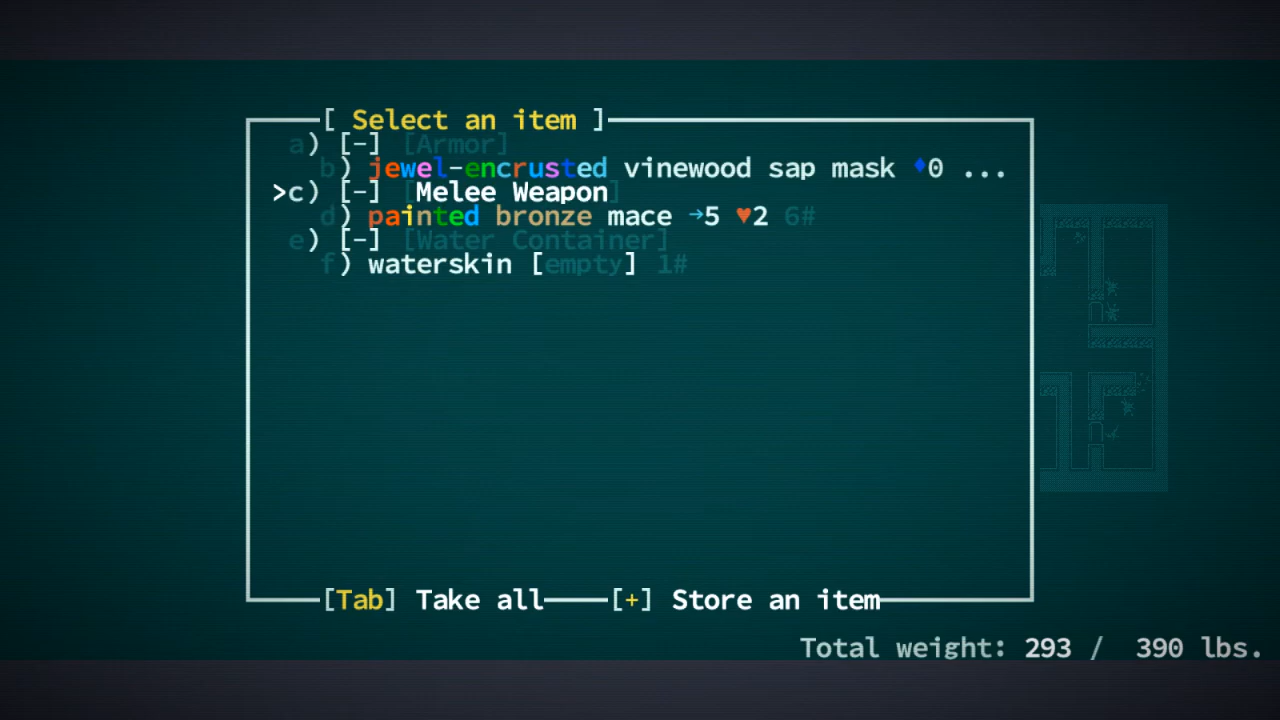 [ Select an item ]
a) [-] [Armor]
b) jewel-encrusted vinewood sap mask ♦0 ...
>c) [-] [Melee Weapon]
d) painted bronze mace →5 ♥2 6#
e) [-] [Water Container]
f) waterskin [empty] 1#
[Tab] Take all [+] Store an item
Total weight: 293 / 390 lbs.